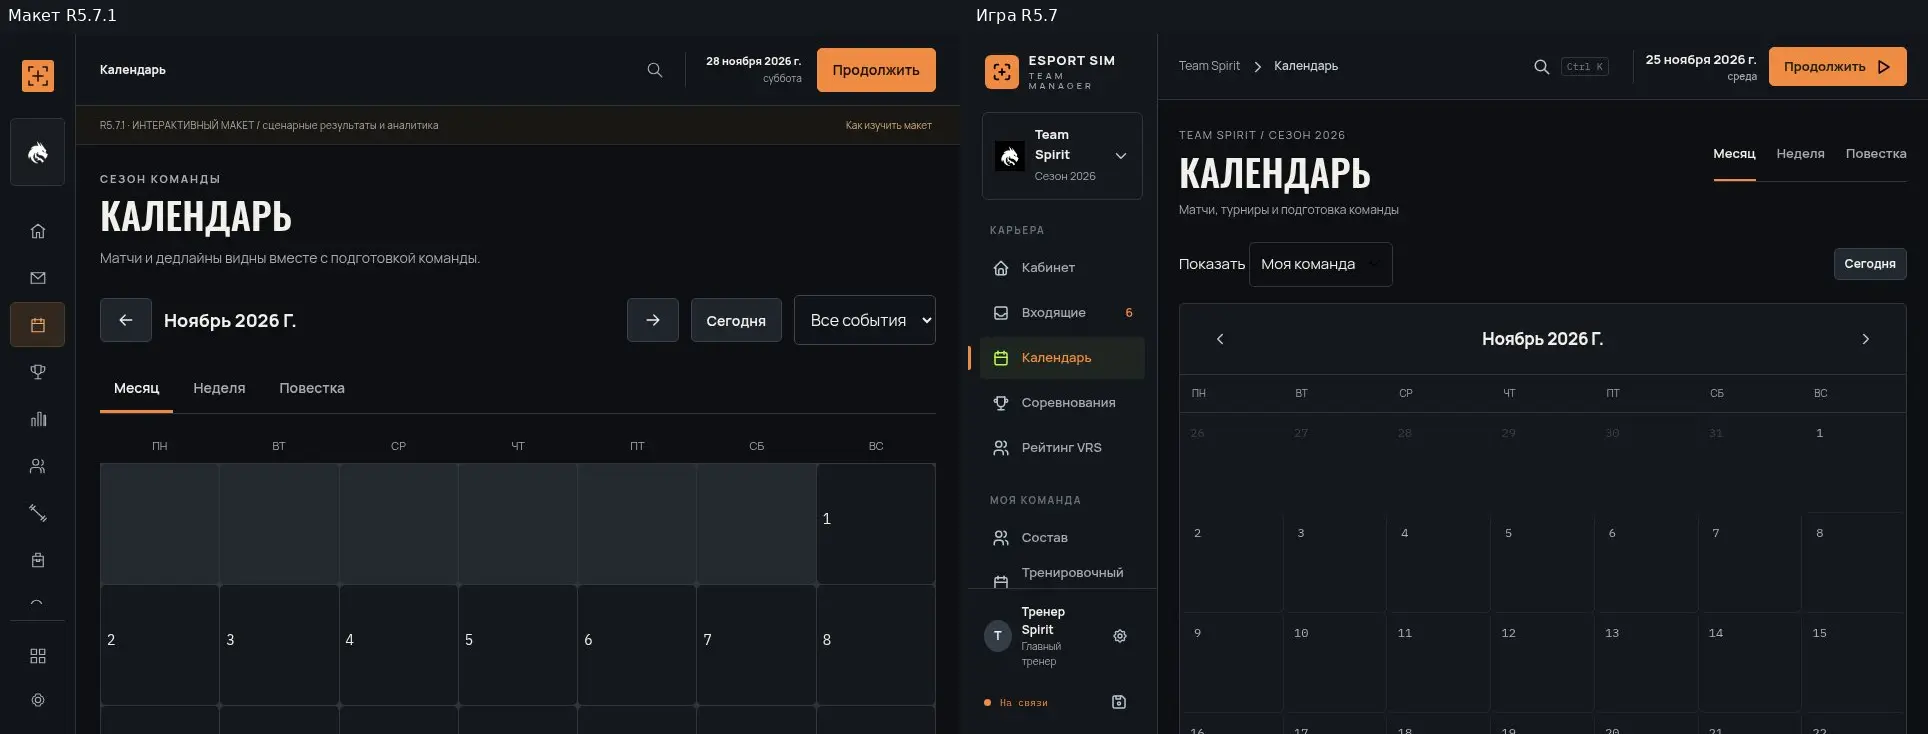 Макет R5.7.1
Календарь
28 ноября 2026 г.
суббота
Продолжить
R5.7.1 · ИНТЕРАКТИВНЫЙ МАКЕТ / сценарные результаты и аналитика
Как изучить макет
СЕЗОН КОМАНДЫ
КАЛЕНДАРЬ
Матчи и дедлайны видны вместе с подготовкой команды.
Ноябрь 2026 Г.
Сегодня
Все события
Месяц Неделя Повестка
ПН ВТ СР ЧТ ПТ СБ ВС
1
2 3 4 5 6 7 8
Игра R5.7
ESPORT SIM
TEAM
MANAGER
Team
Spirit
Сезон 2026
КАРЬЕРА
Кабинет
Входящие 6
Календарь
Соревнования
Рейтинг VRS
МОЯ КОМАНДА
Состав
Тренировочный
Т
Тренер
Spirit
Главный
тренер
На связи
Team Spirit
Календарь
Ctrl K
25 ноября 2026 г.
среда
Продолжить
TEAM SPIRIT / СЕЗОН 2026
КАЛЕНДАРЬ
Матчи, турниры и подготовка команды
Месяц Неделя Повестка
Показать Моя команда
Сегодня
Ноябрь 2026 Г.
ПН ВТ СР ЧТ ПТ СБ ВС
26 27 28 29 30 31 1
2 3 4 5 6 7 8
9 10 11 12 13 14 15
16 17 18 19 20 21 22